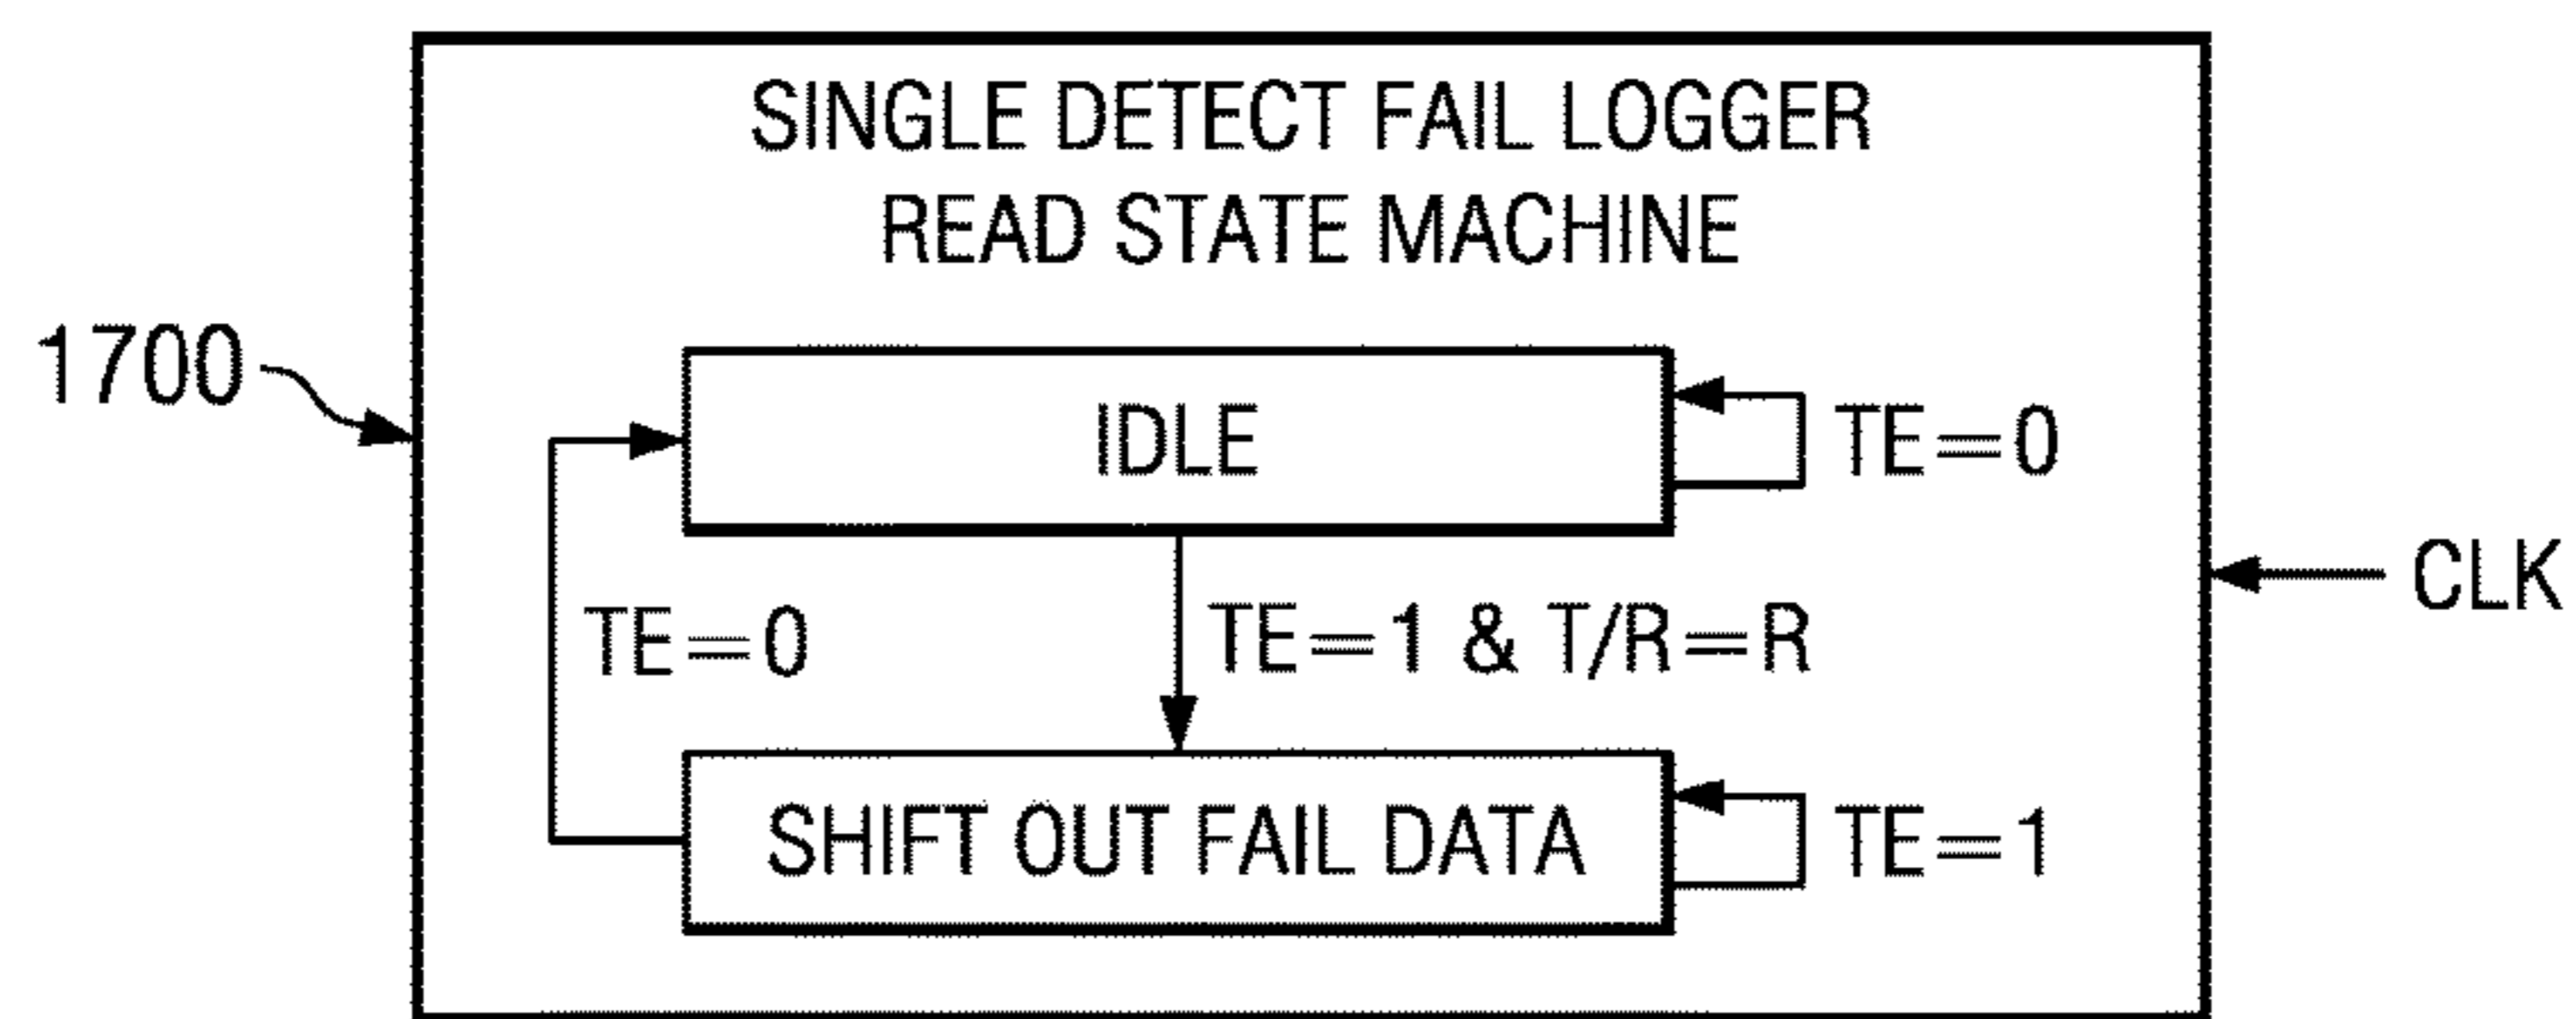 SINGLE DETECT FAIL LOGGER
READ STATE MACHINE
1700
IDLE
TE=0
CLK
TE=0
TE=1 & T/R=R
SHIFT OUT FAIL DATA
TE=1